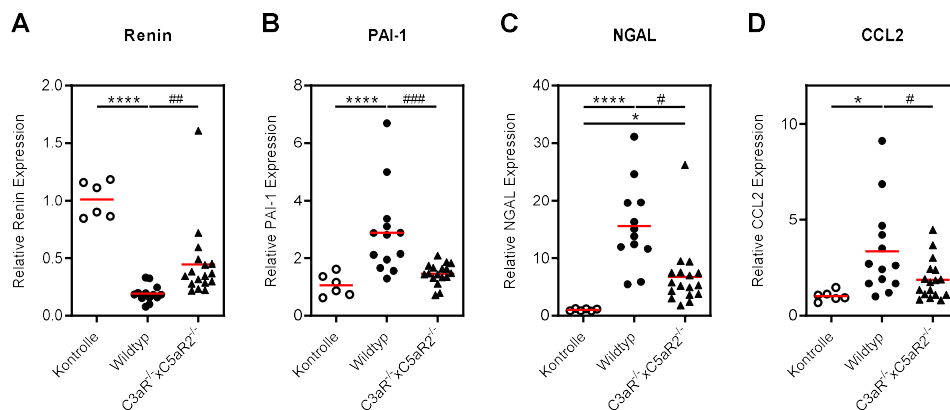 A
Renin
Relative Renin Expression
2.0
1.5
1.0
0.5
0.0
**** ##
Kontrolle
Wildtyp
C3aR-/-xC5aR2-/-
B
PAI-1
Relative PAI-1 Expression
8
6
4
2
0
**** ###
Kontrolle
Wildtyp
C3aR-/-xC5aR2-/-
C
NGAL
Relative NGAL Expression
40
30
20
10
0
**** #
*
Kontrolle
Wildtyp
C3aR-/-xC5aR2-/-
D
CCL2
Relative CCL2 Expression
10
5
0
* #
Kontrolle
Wildtyp
C3aR-/-xC5aR2-/-